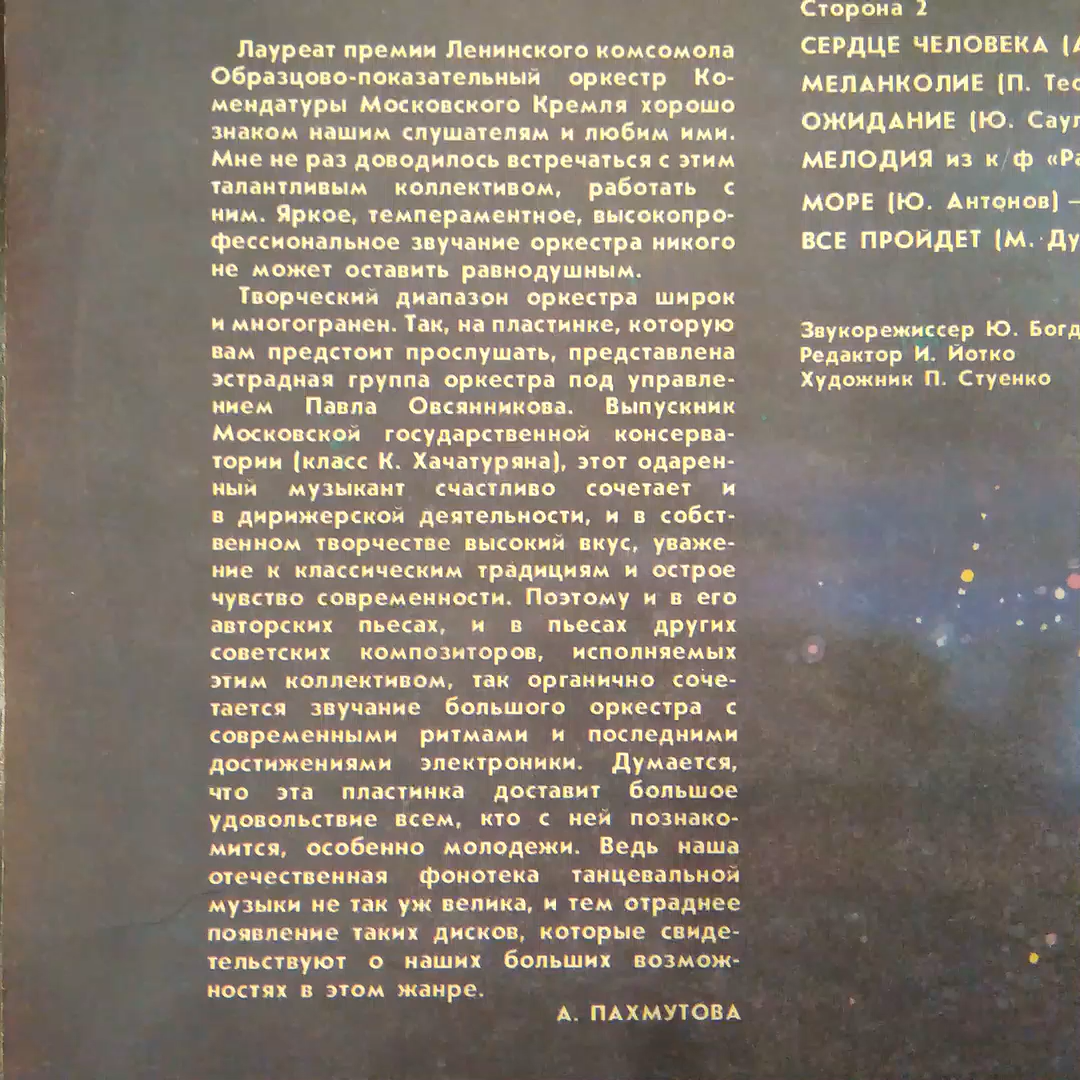 Лауреат премии Ленинского комсомола
Образцово-показательный оркестр Ко-
мендатуры Московского Кремля хорошо
знаком нашим слушателям и любим ими.
Мне не раз доводилось встречаться с этим
талантливым коллективом, работать с
ним. Яркое, темпераментное, высокопро-
фессиональное звучание оркестра никого
не может оставить равнодушным.
Творческий диапазон оркестра широк
и многогранен. Так, на пластинке, которую
вам предстоит прослушать, представлена
эстрадная группа оркестра под управле-
нием Павла Овсянникова. Выпускник
Московской государственной консерва-
тории (класс К. Хачатуряна), этот одарен-
ный музыкант счастливо сочетает и
в дирижерской деятельности, и в собст-
венном творчестве высокий вкус, уваже-
ние к классическим традициям и острое
чувство современности. Поэтому и в его
авторских пьесах, и в пьесах других
советских композиторов, исполняемых
этим коллективом, так органично соче-
тается звучание большого оркестра с
современными ритмами и последними
достижениями электроники. Думается,
что эта пластинка доставит большое
удовольствие всем, кто с ней познако-
мится, особенно молодежи. Ведь наша
отечественная фонотека танцевальной
музыки не так уж велика, и тем отраднее
появление таких дисков, которые свиде-
тельствуют о наших больших возмож-
ностях в этом жанре.
А. ПАХМУТОВА
Сторона 2
СЕРДЦЕ ЧЕЛОВЕКА (А
МЕЛАНКОЛИЕ (П. Тео
ОЖИДАНИЕ (Ю. Саул
МЕЛОДИЯ из к/ф «Ра
МОРЕ (Ю. Антонов) —
ВСЕ ПРОЙДЕТ (М. Ду
Звукорежиссер Ю. Богд
Редактор И. Йотко
Художник П. Стуенко